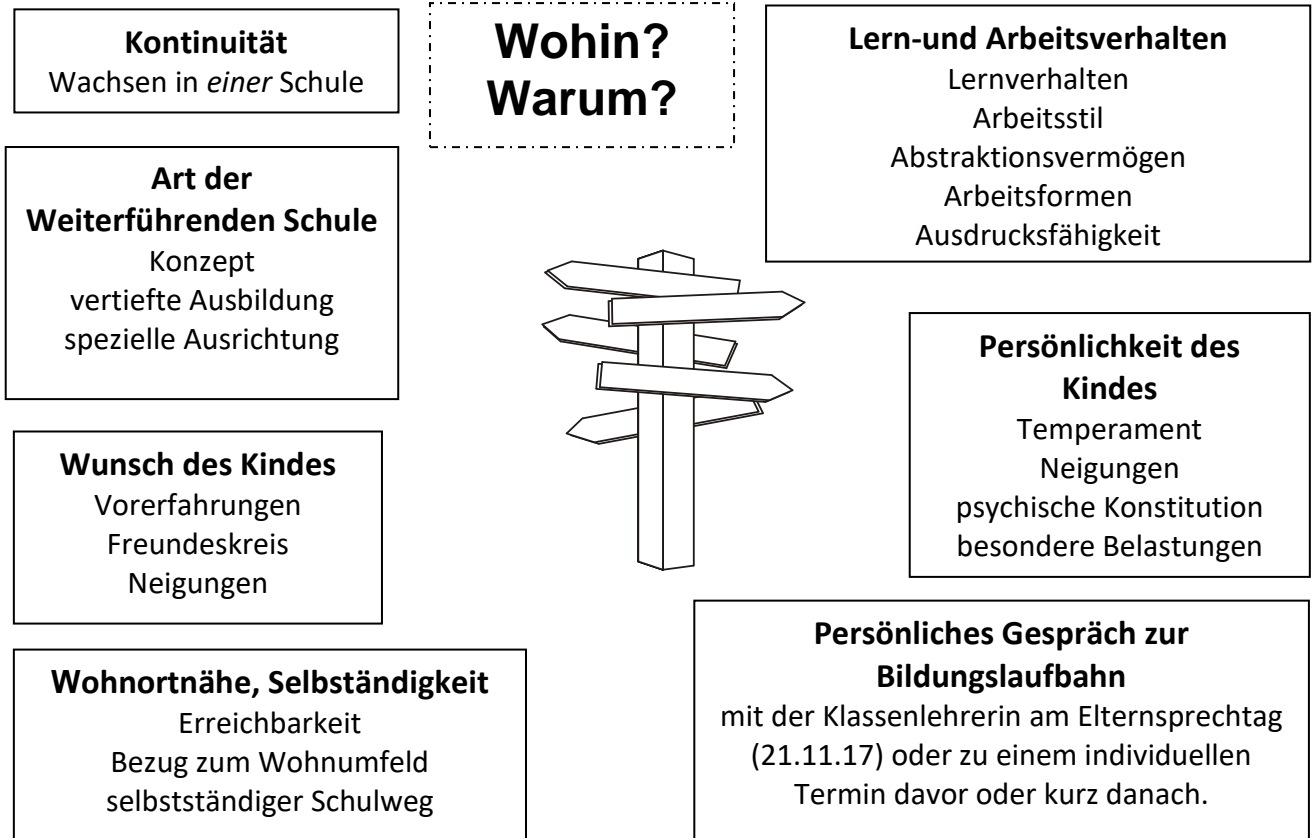 Kontinuität
Wachsen in einer Schule
Wohin?
Warum?
Lern-und Arbeitsverhalten
Lernverhalten
Arbeitsstil
Abstraktionsvermögen
Arbeitsformen
Ausdrucksfähigkeit
Art der
Weiterführenden Schule
Konzept
vertiefte Ausbildung
spezielle Ausrichtung
Persönlichkeit des
Kindes
Temperament
Neigungen
psychische Konstitution
besondere Belastungen
Wunsch des Kindes
Vorerfahrungen
Freundeskreis
Neigungen
Wohnortnähe, Selbständigkeit
Erreichbarkeit
Bezug zum Wohnumfeld
selbstständiger Schulweg
Persönliches Gespräch zur
Bildungslaufbahn
mit der Klassenlehrerin am Elternsprechtag
(21.11.17) oder zu einem individuellen
Termin davor oder kurz danach.